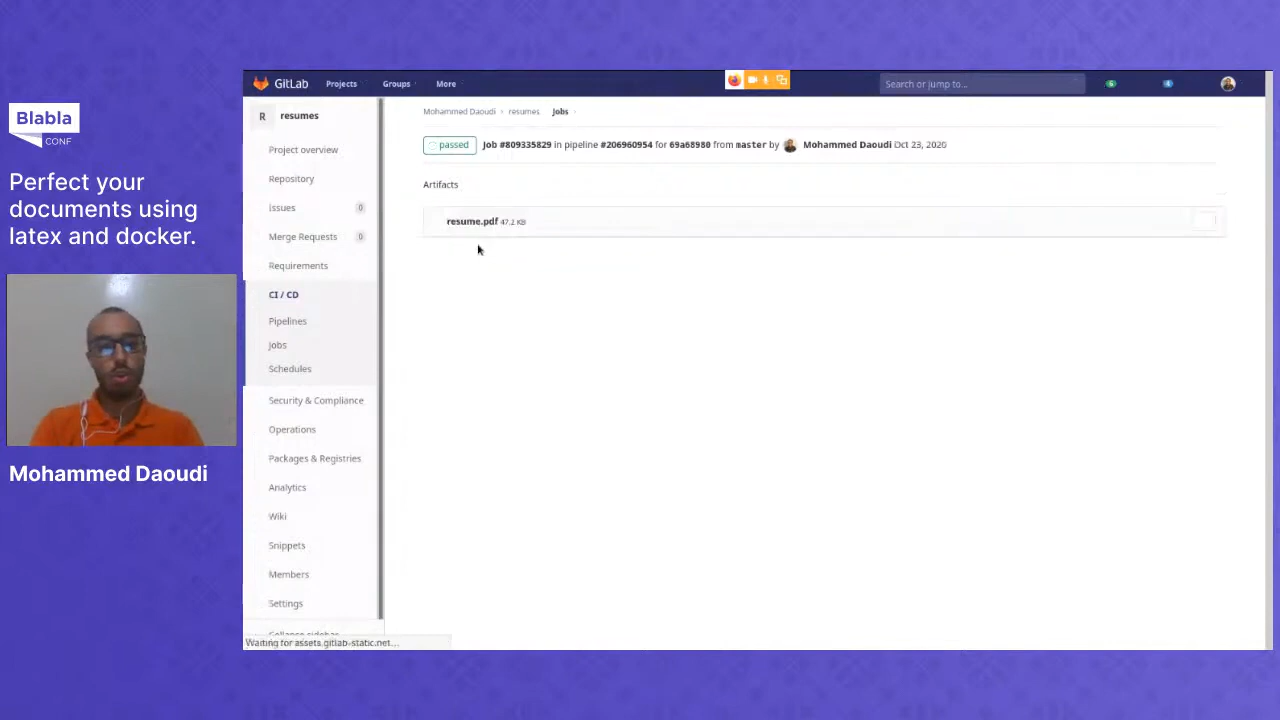 Blabla
CONF
Perfect your
documents using
latex and docker.
Mohammed Daoudi
GitLab Projects Groups More Search or jump to...
R resumes
Project overview
Repository
Issues 0
Merge Requests 0
Requirements
CI / CD
Pipelines
Jobs
Schedules
Security & Compliance
Operations
Packages & Registries
Analytics
Wiki
Snippets
Members
Settings
Collapse sidebar
Waiting for assets.gitlab-static.net...
Mohammed Daoudi › resumes › Jobs ›
passed Job #809335829 in pipeline #206960954 for 69a68980 from master by Mohammed Daoudi Oct 23, 2020
Artifacts
resume.pdf 47.2 KB